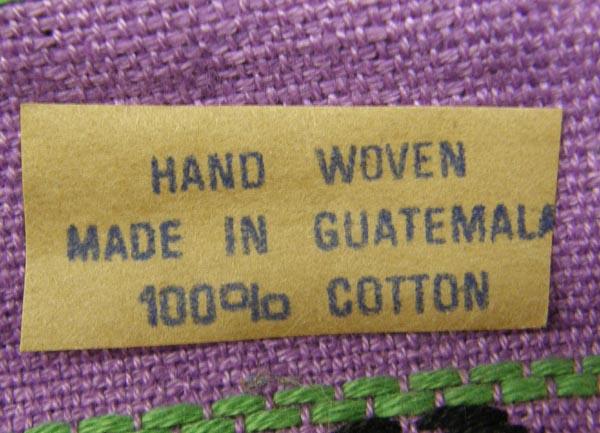 HAND WOVEN
MADE IN GUATEMALA
100% COTTON